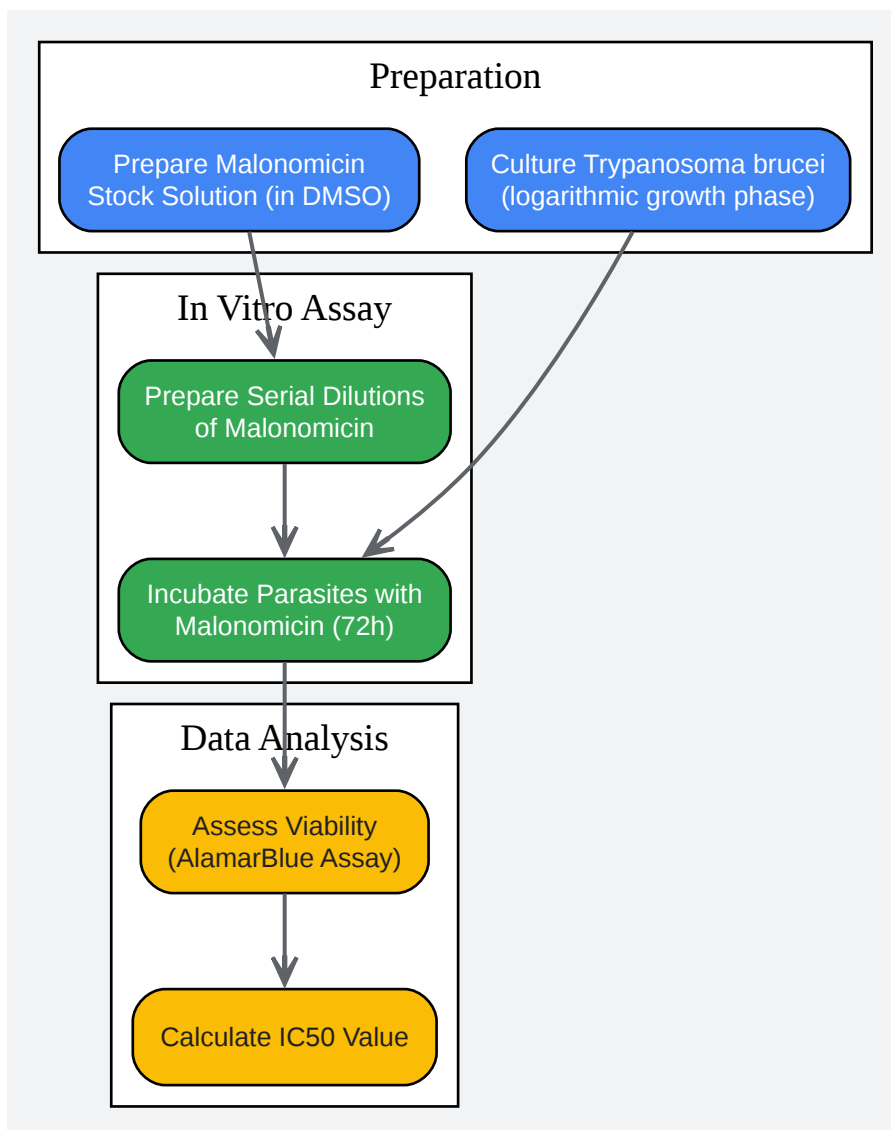 Preparation
Prepare Malonomicin
Stock Solution (in DMSO)
Culture Trypanosoma brucei
(logarithmic growth phase)
In Vitro Assay
Prepare Serial Dilutions
of Malonomicin
Incubate Parasites with
Malonomicin (72h)
Data Analysis
Assess Viability
(AlamarBlue Assay)
Calculate IC50 Value